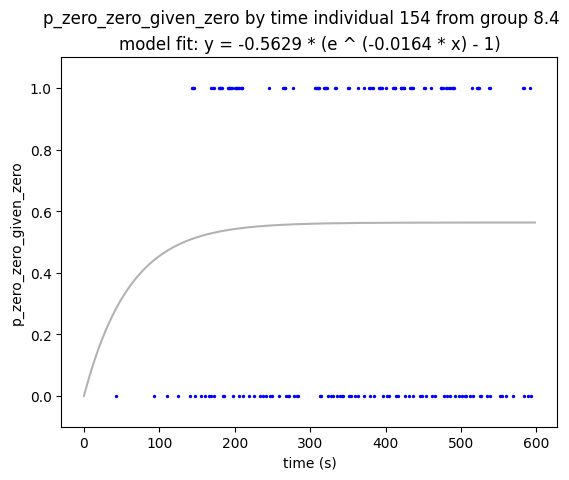 p_zero_zero_given_zero by time individual 154 from group 8.4
model fit: y = -0.5629 * (e ^ (-0.0164 * x) - 1)
1.0
0.8
0.6
0.4
0.2
0.0
p_zero_zero_given_zero
0 100 200 300 400 500 600
time (s)